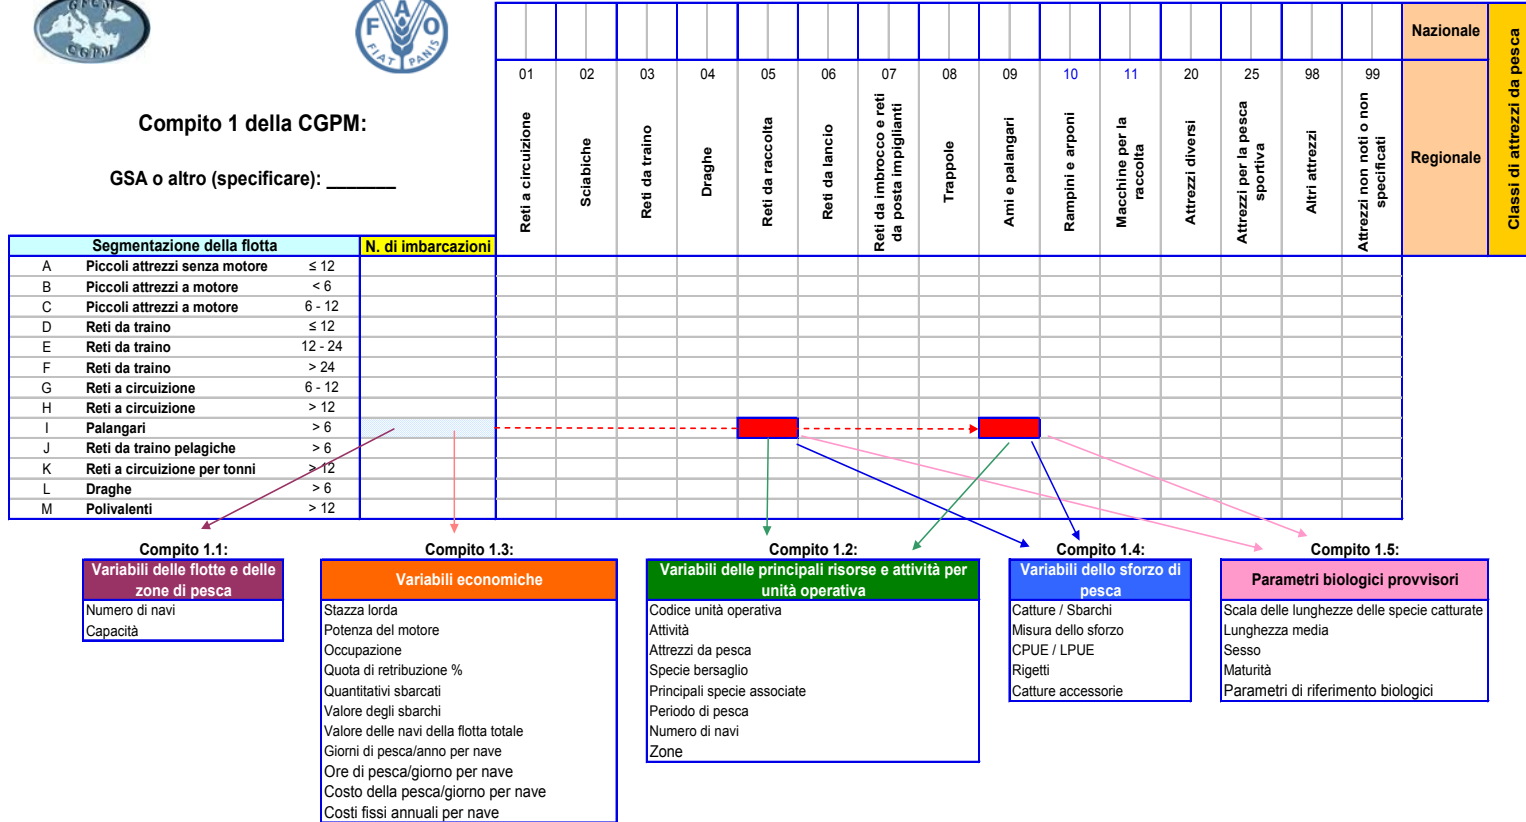 GFCM
CGPM
FAO
FIAT PANIS
Compito 1 della CGPM:
GSA o altro (specificare): _______
Nazionale
Regionale
Classi di attrezzi da pesca
01 02 03 04 05 06 07 08 09 10 11 20 25 98 99
Reti a circuizione
Sciabiche
Reti da traino
Draghe
Reti da raccolta
Reti da lancio
Reti da imbrocco e reti
da posta impiglianti
Trappole
Ami e palangari
Rampini e arponi
Macchine per la
raccolta
Attrezzi diversi
Attrezzi per la pesca
sportiva
Altri attrezzi
Attrezzi non noti o non
specificati
Segmentazione della flotta N. di imbarcazioni
A Piccoli attrezzi senza motore ≤ 12
B Piccoli attrezzi a motore < 6
C Piccoli attrezzi a motore 6 - 12
D Reti da traino ≤ 12
E Reti da traino 12 - 24
F Reti da traino > 24
G Reti a circuizione 6 - 12
H Reti a circuizione > 12
I Palangari > 6
J Reti da traino pelagiche > 6
K Reti a circuizione per tonni > 12
L Draghe > 6
M Polivalenti > 12
Compito 1.1:
Variabili delle flotte e delle
zone di pesca
Numero di navi
Capacità
Compito 1.3:
Variabili economiche
Stazza lorda
Potenza del motore
Occupazione
Quota di retribuzione %
Quantitativi sbarcati
Valore degli sbarchi
Valore delle navi della flotta totale
Giorni di pesca/anno per nave
Ore di pesca/giorno per nave
Costo della pesca/giorno per nave
Costi fissi annuali per nave
Compito 1.2:
Variabili delle principali risorse e attività per
unità operativa
Codice unità operativa
Attività
Attrezzi da pesca
Specie bersaglio
Principali specie associate
Periodo di pesca
Numero di navi
Zone
Compito 1.4:
Variabili dello sforzo di
pesca
Catture / Sbarchi
Misura dello sforzo
CPUE / LPUE
Rigetti
Catture accessorie
Compito 1.5:
Parametri biologici provvisori
Scala delle lunghezze delle specie catturate
Lunghezza media
Sesso
Maturità
Parametri di riferimento biologici